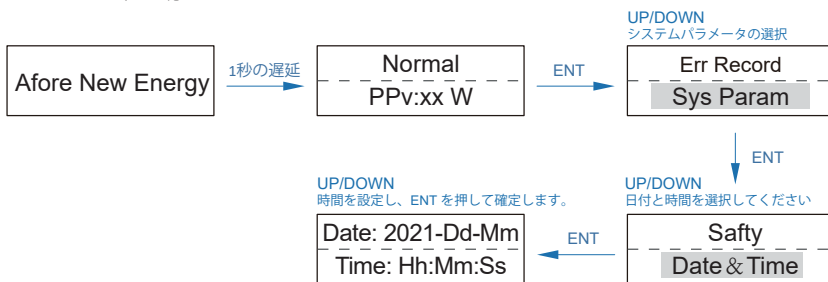 UP/DOWN
システムパラメータの選択
Afore New Energy
1秒の遅延
Normal
PPv:xx W
ENT
Err Record
Sys Param
ENT
UP/DOWN
時間を設定し、ENT を押して確定します。
UP/DOWN
日付と時間を選択してください
Date: 2021-Dd-Mm
Time: Hh:Mm:Ss
ENT
Safty
Date & Time